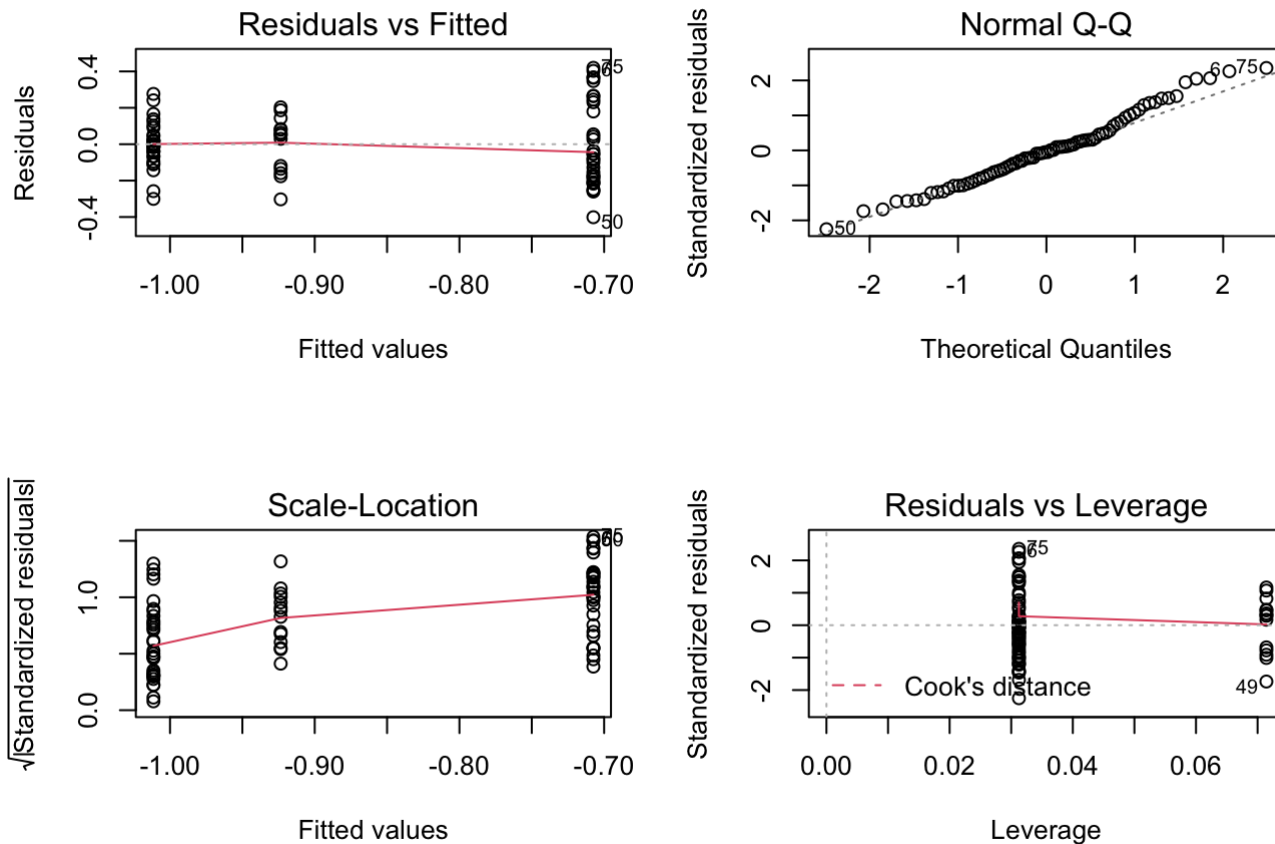 Residuals vs Fitted
Residuals
0.4
0.0
-0.4
75
6
50
-1.00 -0.90 -0.80 -0.70
Fitted values
Normal Q-Q
Standardized residuals
2
0
-2
50
6 75
-2 -1 0 1 2
Theoretical Quantiles
Scale-Location
√|Standardized residuals|
1.0
0.0
75
-1.00 -0.90 -0.80 -0.70
Fitted values
Residuals vs Leverage
Standardized residuals
2
0
-2
75
6
49
Cook's distance
0.00 0.02 0.04 0.06
Leverage